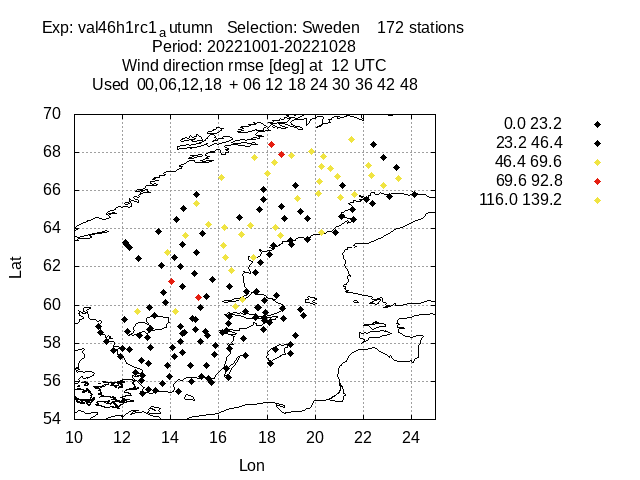 Exp: val46h1rc1autumn   Selection: Sweden    172 stations
Period: 20221001-20221028
Wind direction rmse [deg] at  12 UTC
Used  00,06,12,18  + 06 12 18 24 30 36 42 48
70
68
66
64
62
60
58
56
54
10 12 14 16 18 20 22 24
Lat
Lon
0.0 23.2
23.2 46.4
46.4 69.6
69.6 92.8
116.0 139.2